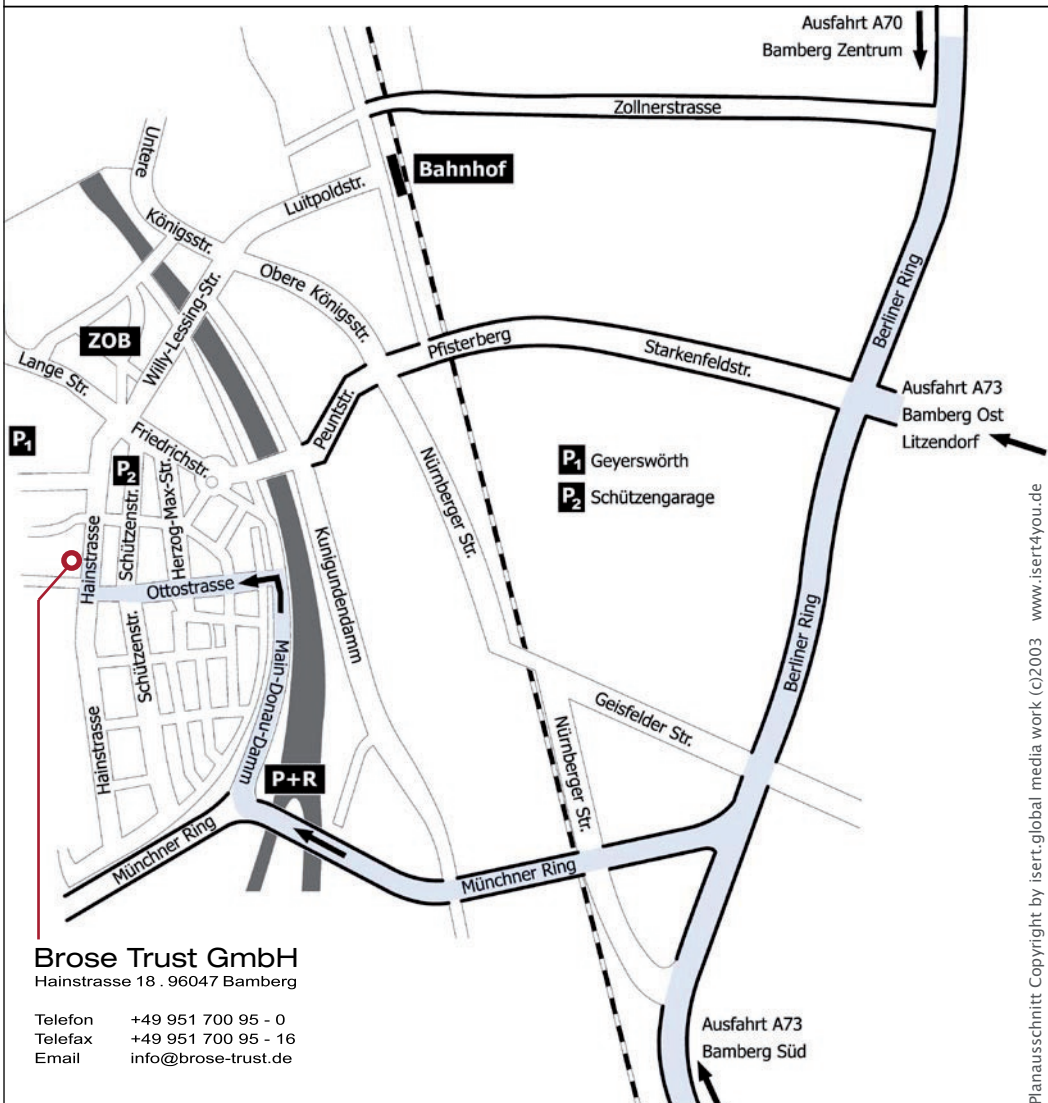 Ausfahrt A70
Bamberg Zentrum
Zollnerstrasse
Untere
Königsstr.
Bahnhof
Luitpoldstr.
Obere Königsstr.
Willy-Lessing-Str.
ZOB
Lange Str.
Pfisterberg
Starkenfeldstr.
Berliner Ring
Ausfahrt A73
Bamberg Ost
Litzendorf
Peuntstr.
P1
P2
Friedrichstr.
Nürnberger Str.
P1 Geyerswörth
P2 Schützengarage
Hainstrasse
Schützenstr.
Herzog-Max-Str.
Ottostrasse
Kunigundendamm
Main-Donau-Damm
Schützenstr.
Hainstrasse
Berliner Ring
Geisfelder Str.
Nürnberger Str.
P+R
Münchner Ring
Münchner Ring
Brose Trust GmbH
Hainstrasse 18 . 96047 Bamberg
Telefon +49 951 700 95 - 0
Telefax +49 951 700 95 - 16
Email info@brose-trust.de
Ausfahrt A73
Bamberg Süd
Planausschnitt Copyright by isert.global media work (c)2003 www.isert4you.de